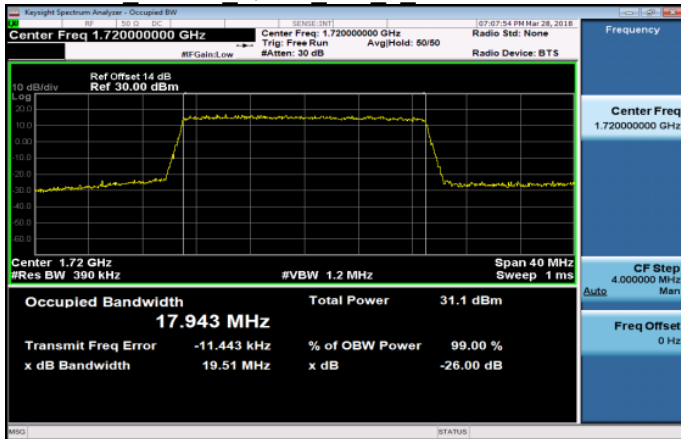 Keysight Spectrum Analyzer - Occupied BW
RF 50 Ω DC SENSE:INT 07:07:54 PM Mar 28, 2018
Center Freq 1.720000000 GHz
Center Freq: 1.720000000 GHz
Radio Std: None
Trig: Free Run Avg|Hold: 50/50
#IFGain:Low #Atten: 30 dB Radio Device: BTS
Ref Offset 14 dB
10 dB/div Ref 30.00 dBm
Log
20.0
10.0
0.00
-10.0
-20.0
-30.0
-40.0
-50.0
-60.0
Center 1.72 GHz Span 40 MHz
#Res BW 390 kHz #VBW 1.2 MHz Sweep 1 ms
Occupied Bandwidth Total Power 31.1 dBm
17.943 MHz
Transmit Freq Error -11.443 kHz % of OBW Power 99.00 %
x dB Bandwidth 19.51 MHz x dB -26.00 dB
MSG STATUS
Frequency
Center Freq
1.720000000 GHz
CF Step
4.000000 MHz
Auto Man
Freq Offset
0 Hz